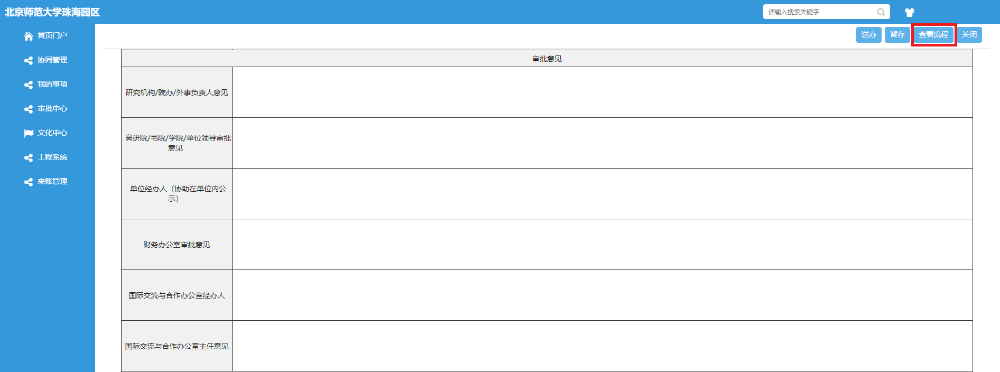 北京师范大学珠海园区
请输入搜索关键字
首页门户
协同管理
我的事项
审批中心
文化中心
工程系统
来账管理
送办
暂存
查看流程
关闭
审批意见
研究机构/院办/外事负责人意见
高研院/书院/学院/单位领导审批
意见
单位经办人（协助在单位内公
示）
财务办公室审批意见
国际交流与合作办公室经办人
国际交流与合作办公室主任意见